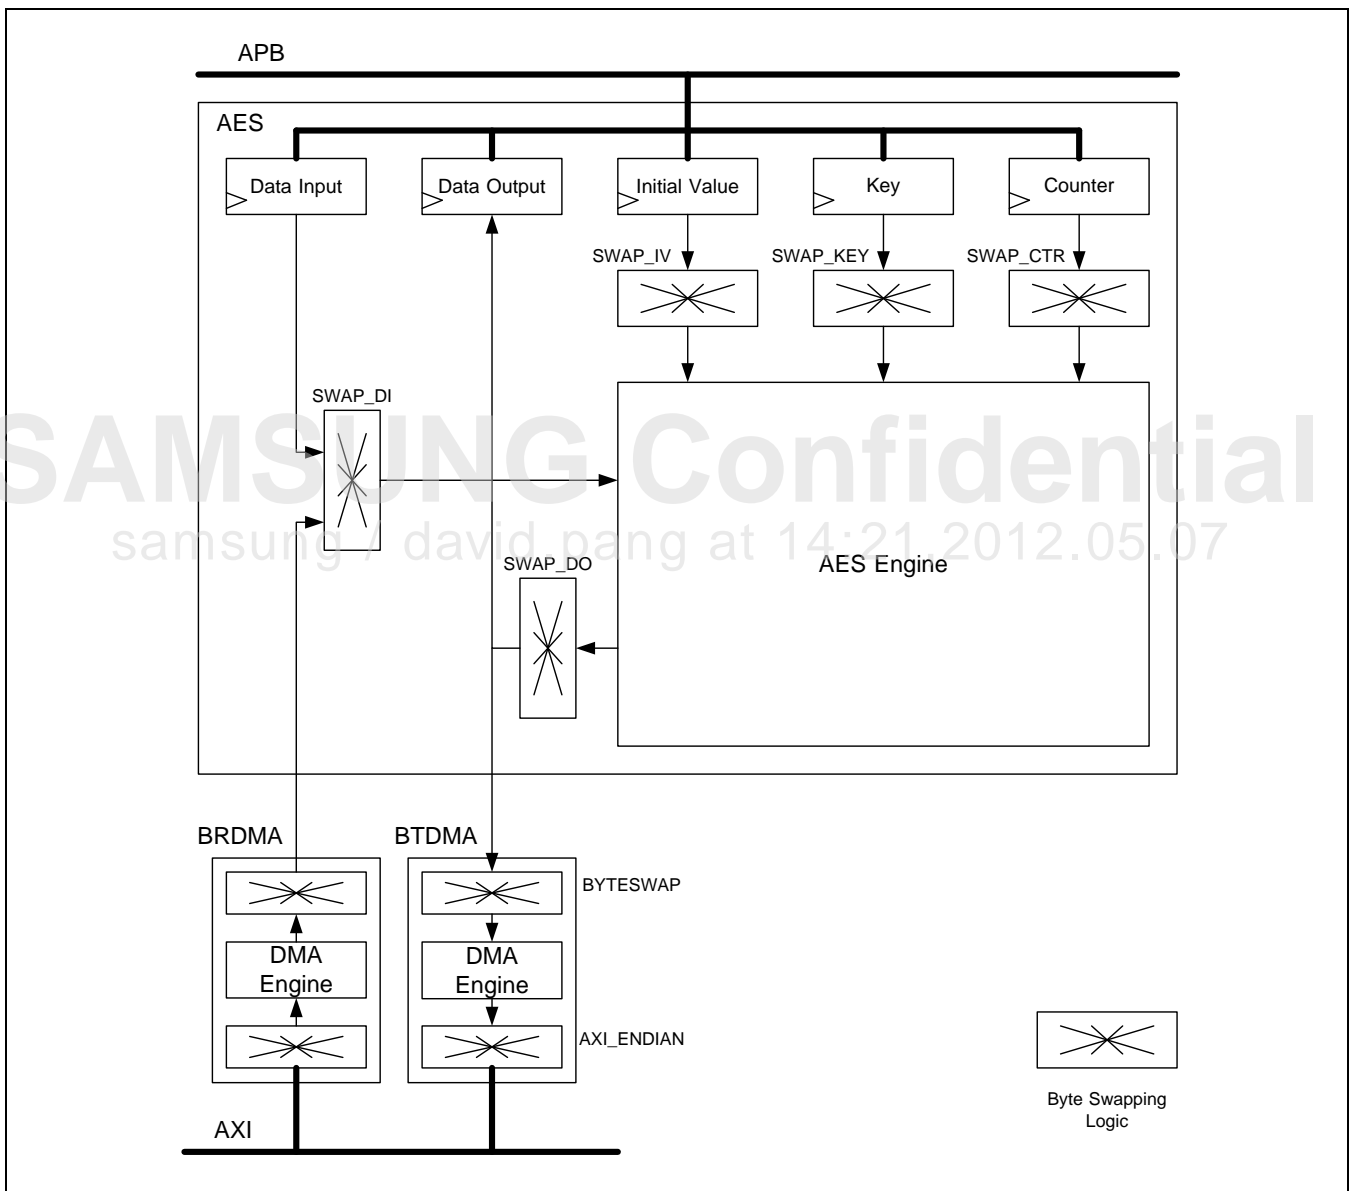 APB
AES
Data Input
Data Output
Initial Value
Key
Counter
SWAP_IV
SWAP_KEY
SWAP_CTR
SWAP_DI
SAMSUNG Confidential
samsung / david.pang at 14:21,2012.05.07
SWAP_DO
AES Engine
BRDMA
BTDMA
BYTESWAP
DMA
Engine
DMA
Engine
AXI_ENDIAN
Byte Swapping
Logic
AXI